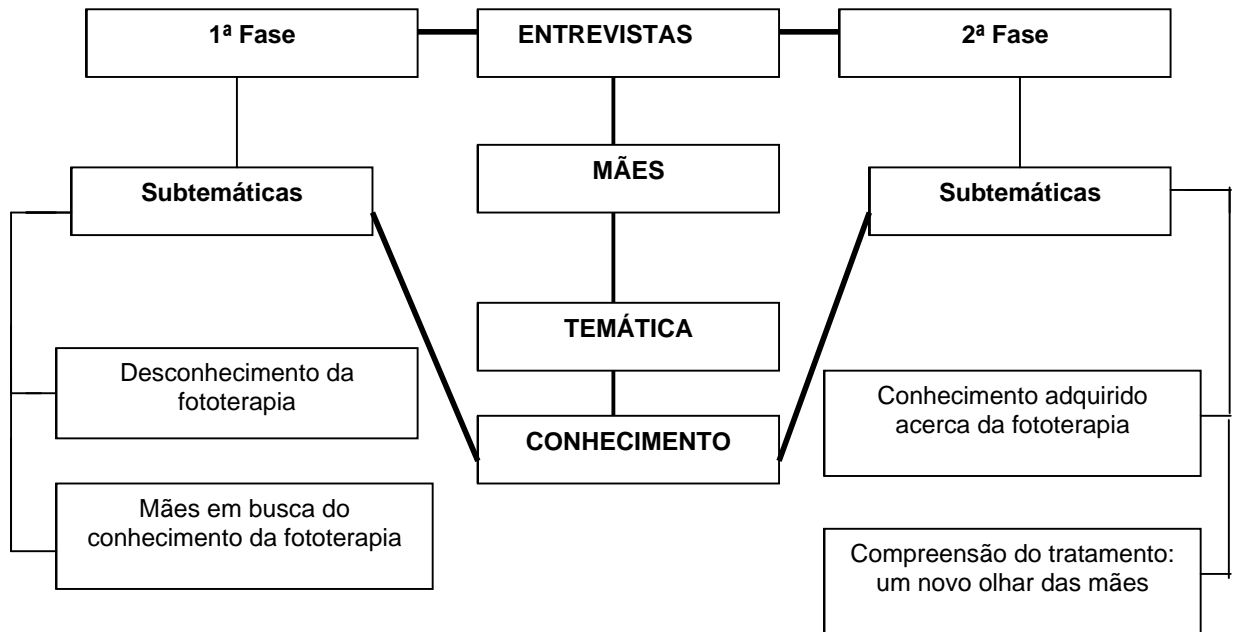 1ª Fase
ENTREVISTAS
2ª Fase
MÃES
Subtemáticas
Subtemáticas
TEMÁTICA
Desconhecimento da
fototerapia
Conhecimento adquirido
acerca da fototerapia
CONHECIMENTO
Mães em busca do
conhecimento da fototerapia
Compreensão do tratamento:
um novo olhar das mães